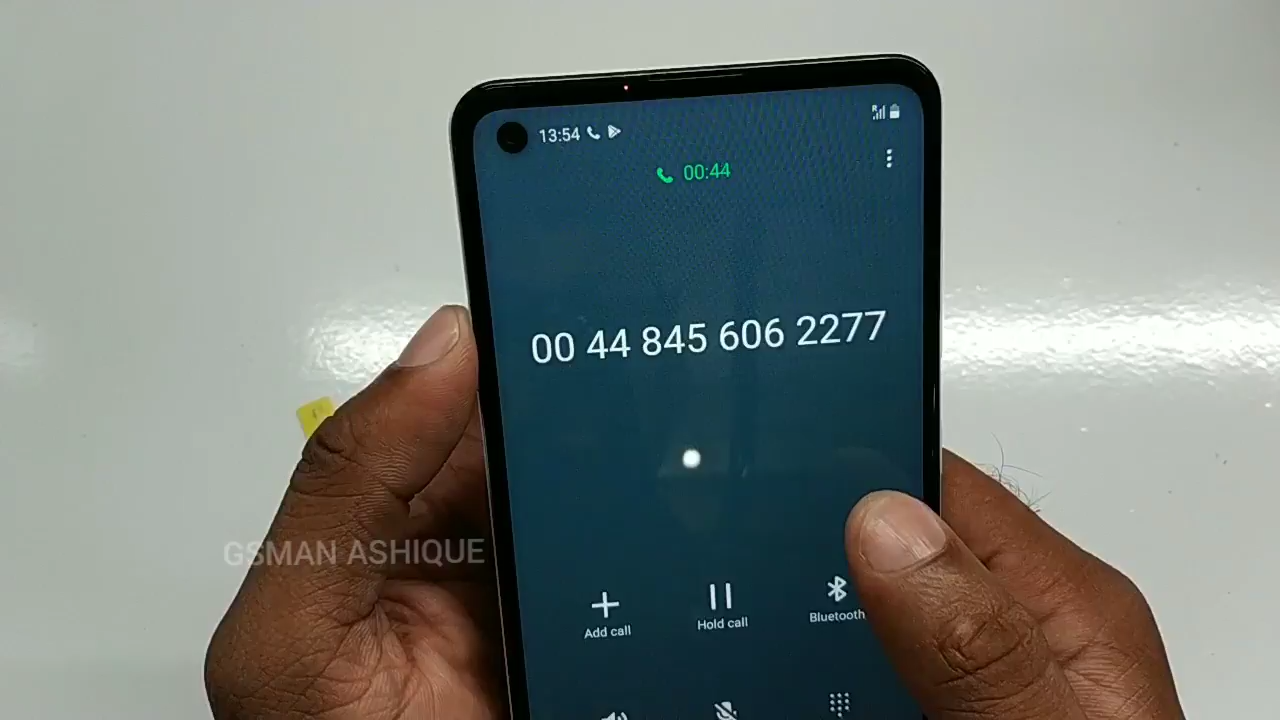 13:54
00:44
00 44 845 606 2277
GSMAN ASHIQUE
Add call
Hold call
Bluetooth